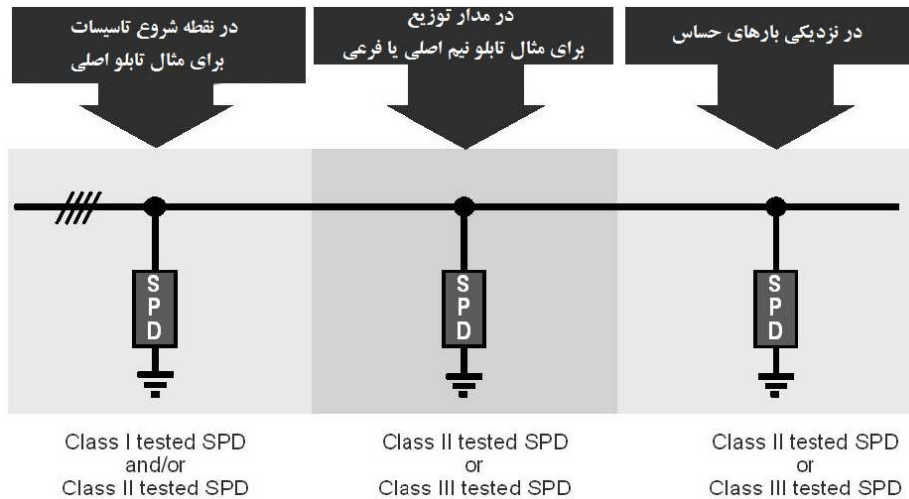 در نقطه شروع تاسیسات
برای مثال تابلو اصلی
در مدار توزیع
برای مثال تابلو نیم اصلی یا فرعی
در نزدیکی بارهای حساس
SPD
SPD
SPD
Class I tested SPD
and/or
Class II tested SPD
Class II tested SPD
or
Class III tested SPD
Class II tested SPD
or
Class III tested SPD